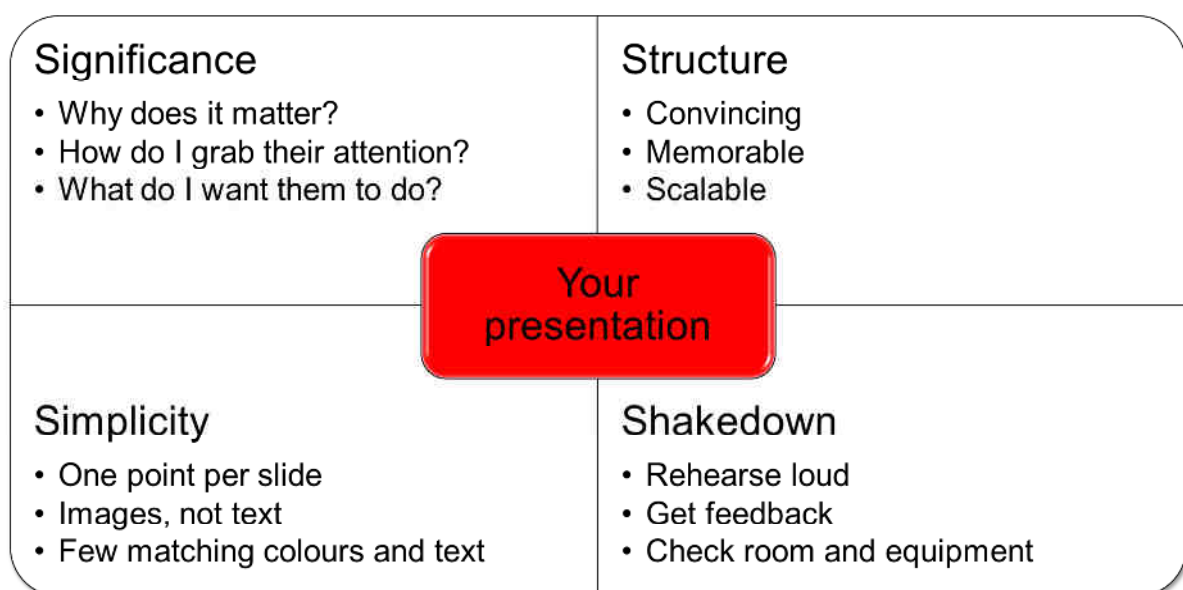 Significance
• Why does it matter?
• How do I grab their attention?
• What do I want them to do?
Structure
• Convincing
• Memorable
• Scalable
Your
presentation
Simplicity
• One point per slide
• Images, not text
• Few matching colours and text
Shakedown
• Rehearse loud
• Get feedback
• Check room and equipment